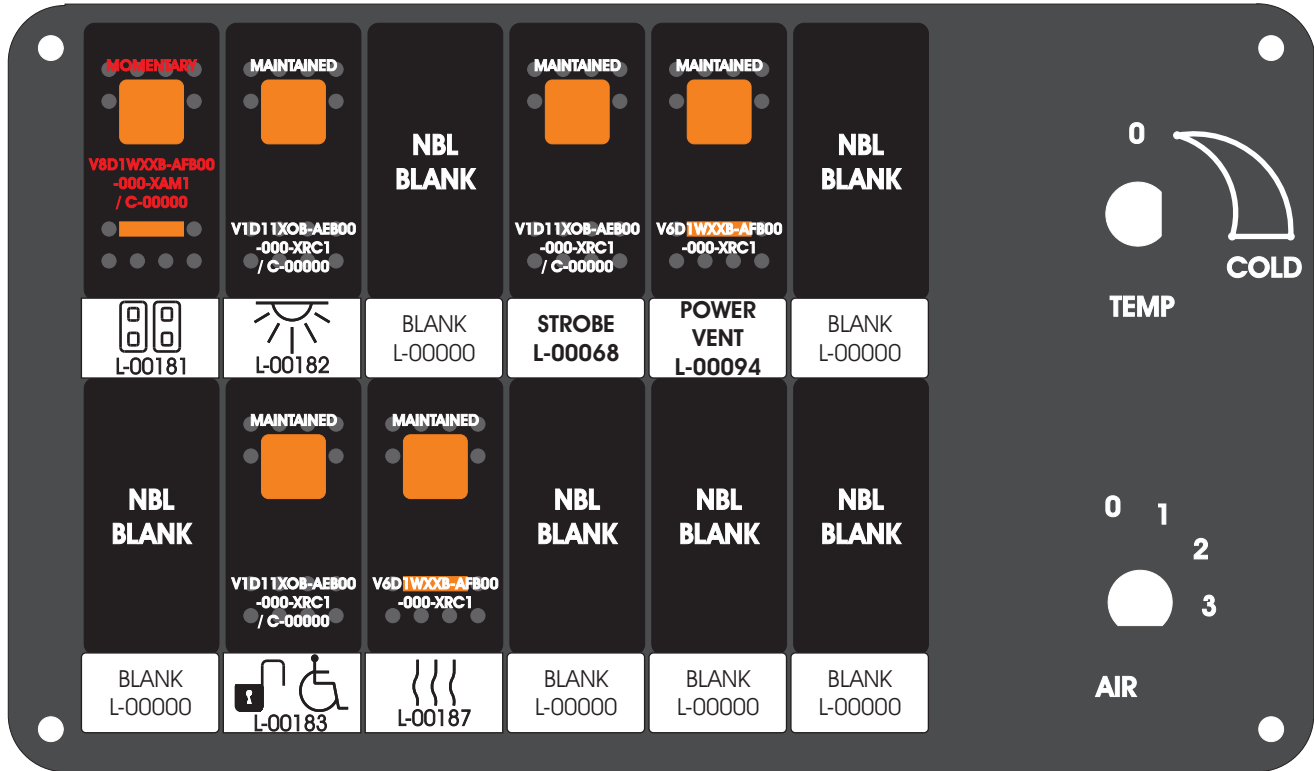 MOMENTARY
V8D1WXXB-AFB00
-000-XAM1
/ C-00000
L-00181
MAINTAINED
V1D11XOB-AEB00
-000-XRC1
/ C-00000
L-00182
NBL
BLANK
BLANK
L-00000
MAINTAINED
V1D11XOB-AEB00
-000-XRC1
/ C-00000
STROBE
L-00068
MAINTAINED
V6D1WXXB-AFB00
-000-XRC1
POWER
VENT
L-00094
NBL
BLANK
BLANK
L-00000
0
COLD
TEMP
NBL
BLANK
BLANK
L-00000
MAINTAINED
V1D11XOB-AEB00
-000-XRC1
/ C-00000
L-00183
MAINTAINED
V6D1WXXB-AFB00
-000-XRC1
L-00187
NBL
BLANK
BLANK
L-00000
NBL
BLANK
BLANK
L-00000
NBL
BLANK
BLANK
L-00000
0
1
2
3
AIR